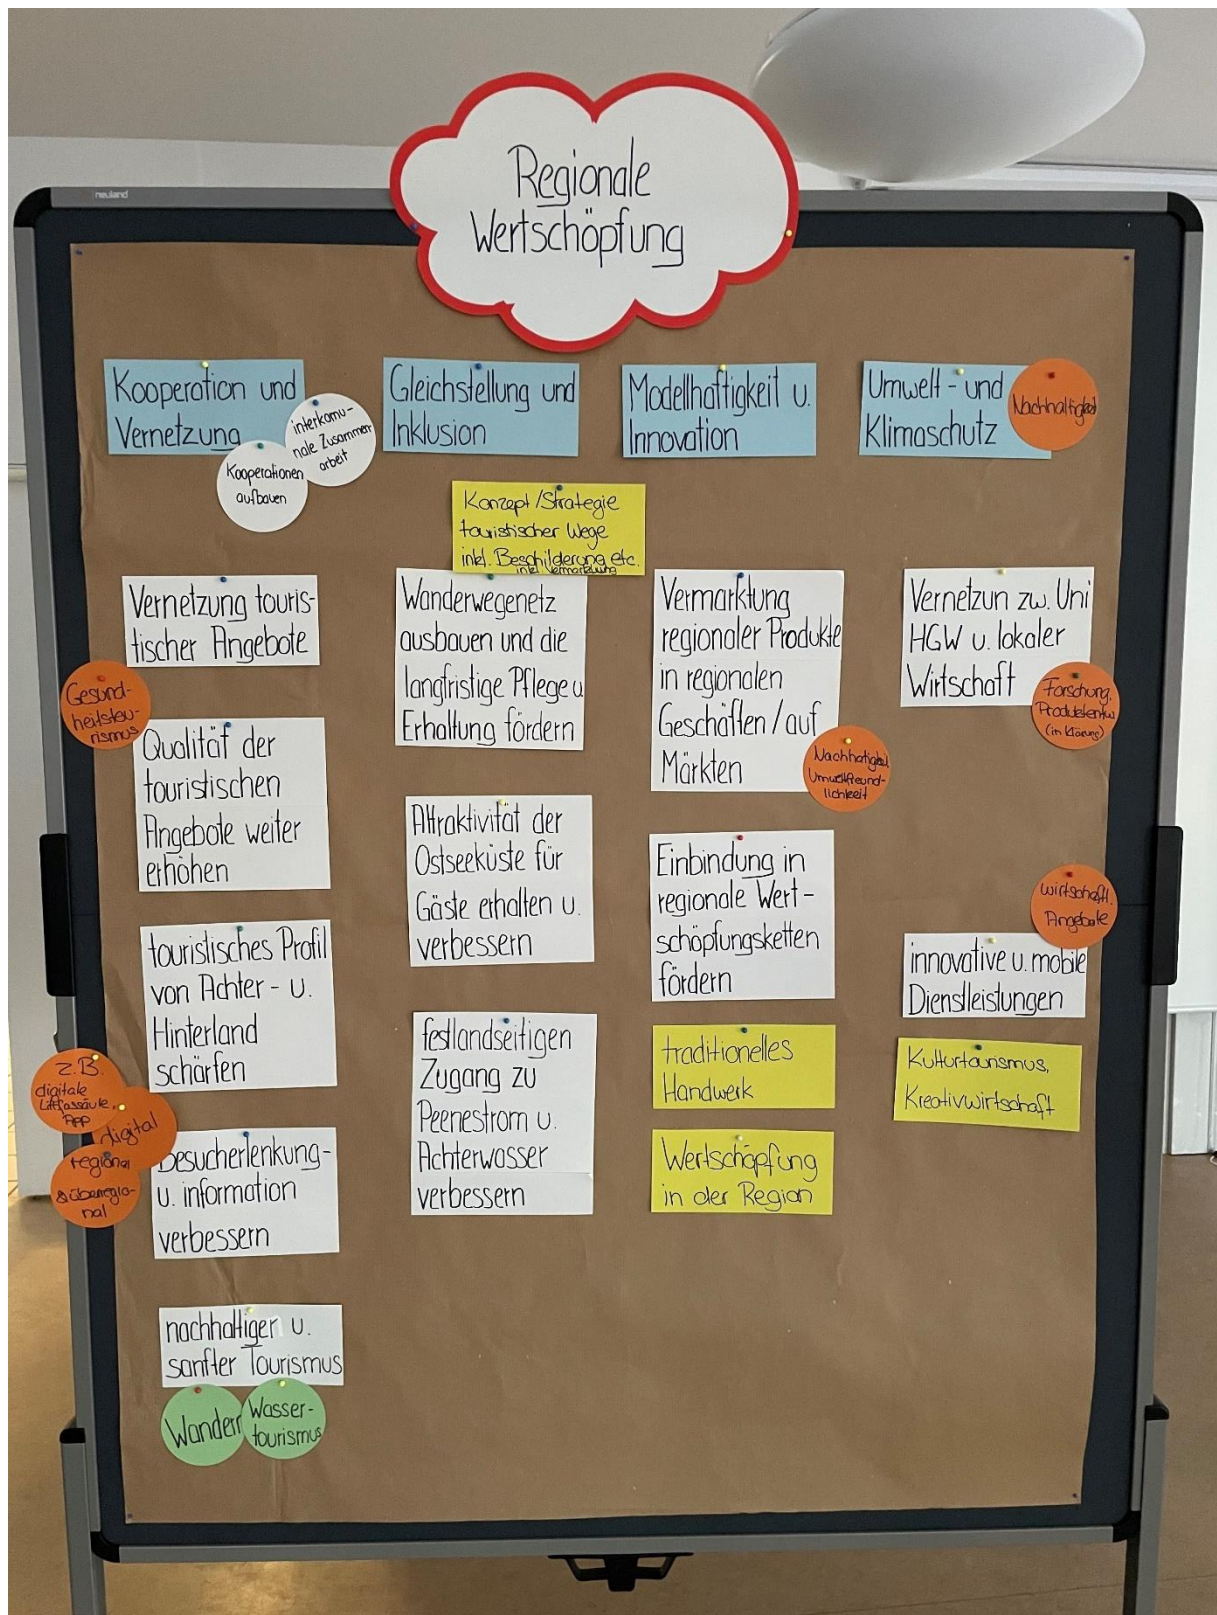 neuland
Regionale
Wertschöpfung
Kooperation und
Vernetzung
interkomu-
nale Zusammen
arbeit
Kooperationen
aufbauen
Gleichstellung und
Inklusion
Modellhaftigkeit u.
Innovation
Umwelt- und
Klimaschutz
Nachhaltigkeit
Konzept/Strategie
touristischer Wege
inkl. Beschilderung etc.
inkl. Vermarktung
Vernetzung touris-
tischer Angebote
Gesund-
heitstou-
rismus
Qualität der
touristischen
Angebote weiter
erhöhen
touristisches Profil
von Achter- u.
Hinterland
schärfen
z.B.
digitale
Litfassäule,
App
digital
regional
& überregio-
nal
Besucherlenkung-
u. information
verbessern
nachhaltiger u.
sanfter Tourismus
Wandern
Wasser-
tourismus
Wanderwegenetz
ausbauen und die
langfristige Pflege u.
Erhaltung fördern
Attraktivität der
Ostseeküste für
Gäste erhalten u.
verbessern
festlandseitigen
Zugang zu
Peenestrom u.
Achterwasser
verbessern
Vermarktung
regionaler Produkte
in regionalen
Geschäften/auf
Märkten
Nachhatigkeit
Umweltfreund-
lichkeit
Einbindung in
regionale Wert-
schöpfungsketten
fördern
traditionelles
Handwerk
Wertschöpfung
in der Region
Vernetzun zw. Uni
HGW u. lokaler
Wirtschaft
Forschung.
(in Klärung)
wirtschaft.
Angebote
innovative u. mobile
Dienstleistungen
Kulturtourismus,
Kreativwirtschaft